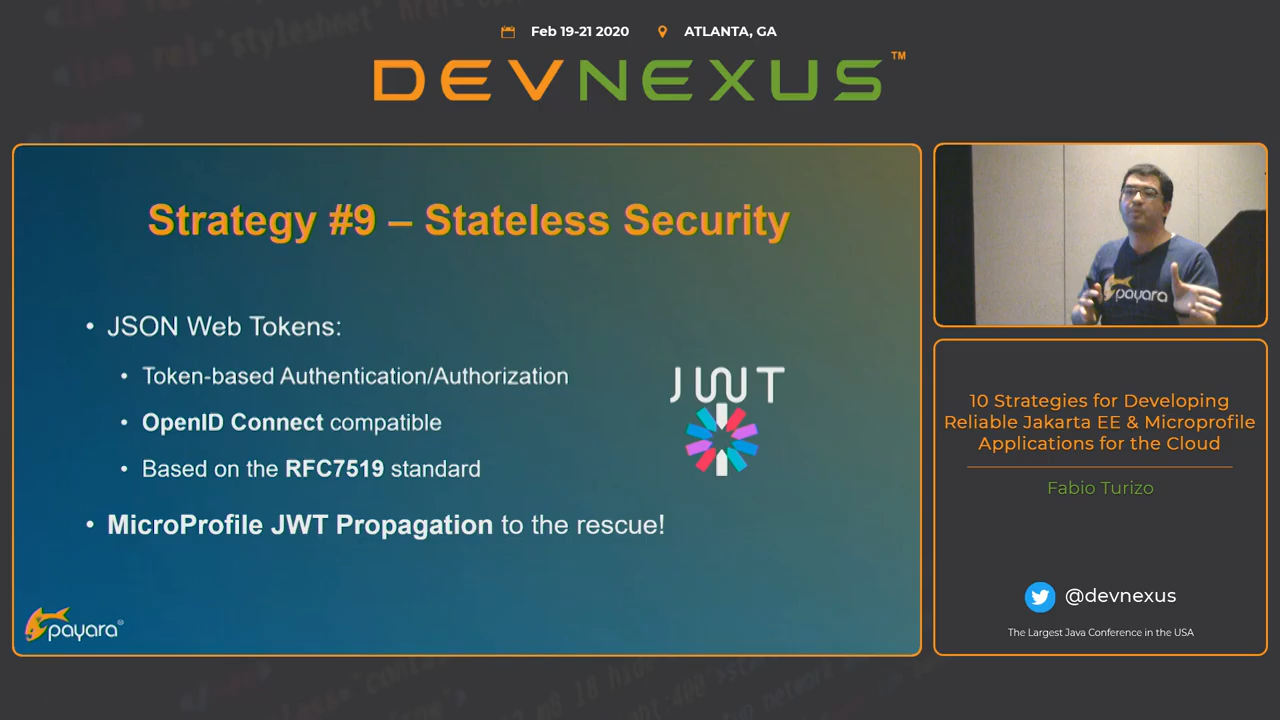 Feb 19-21 2020
ATLANTA, GA
DEVNEXUS™
Strategy #9 – Stateless Security
• JSON Web Tokens:
• Token-based Authentication/Authorization
• OpenID Connect compatible
• Based on the RFC7519 standard
• MicroProfile JWT Propagation to the rescue!
JWT
payara®
payara
10 Strategies for Developing
Reliable Jakarta EE & Microprofile
Applications for the Cloud
Fabio Turizo
@devnexus
The Largest Java Conference in the USA